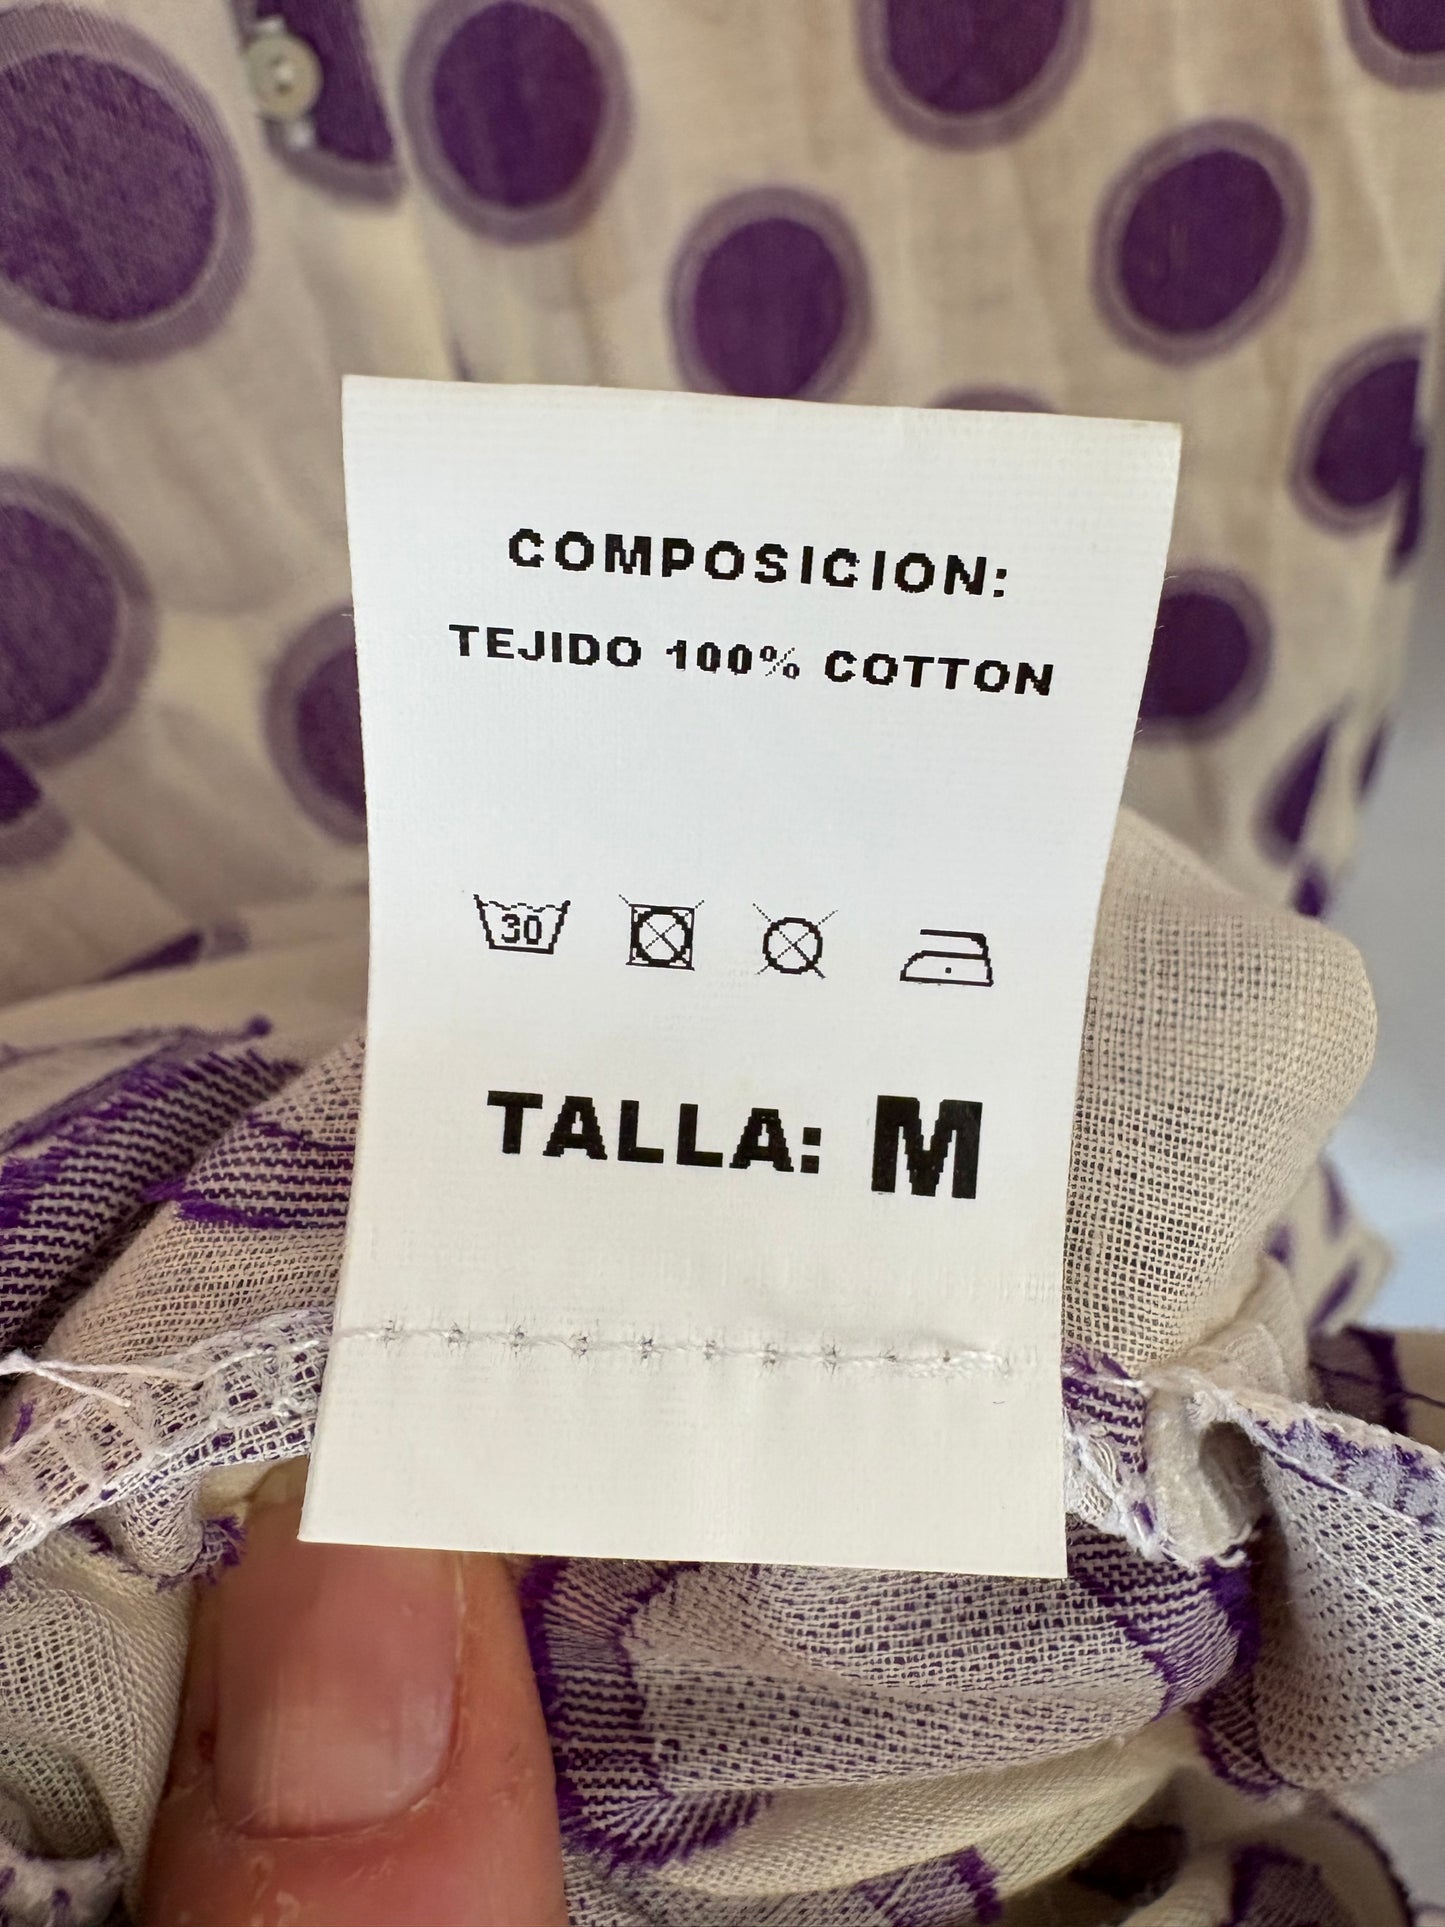 COMPOSICION:
TEJIDO 100% COTTON
30
TALLA: M